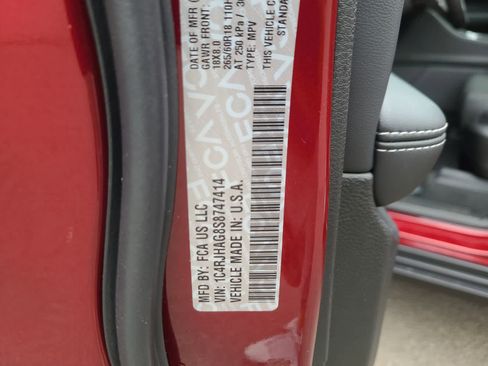 MFD BY: FCA US LLC
DATE OF MFR
GAWR FRONT:
18X8.0
265/60R18 110H
AT 250 kPa /
THIS VEHICLE
STANDA
VIN: 1C4RJHAG8S8747414
TYPE: MPV
VEHICLE MADE IN: U.S.A.